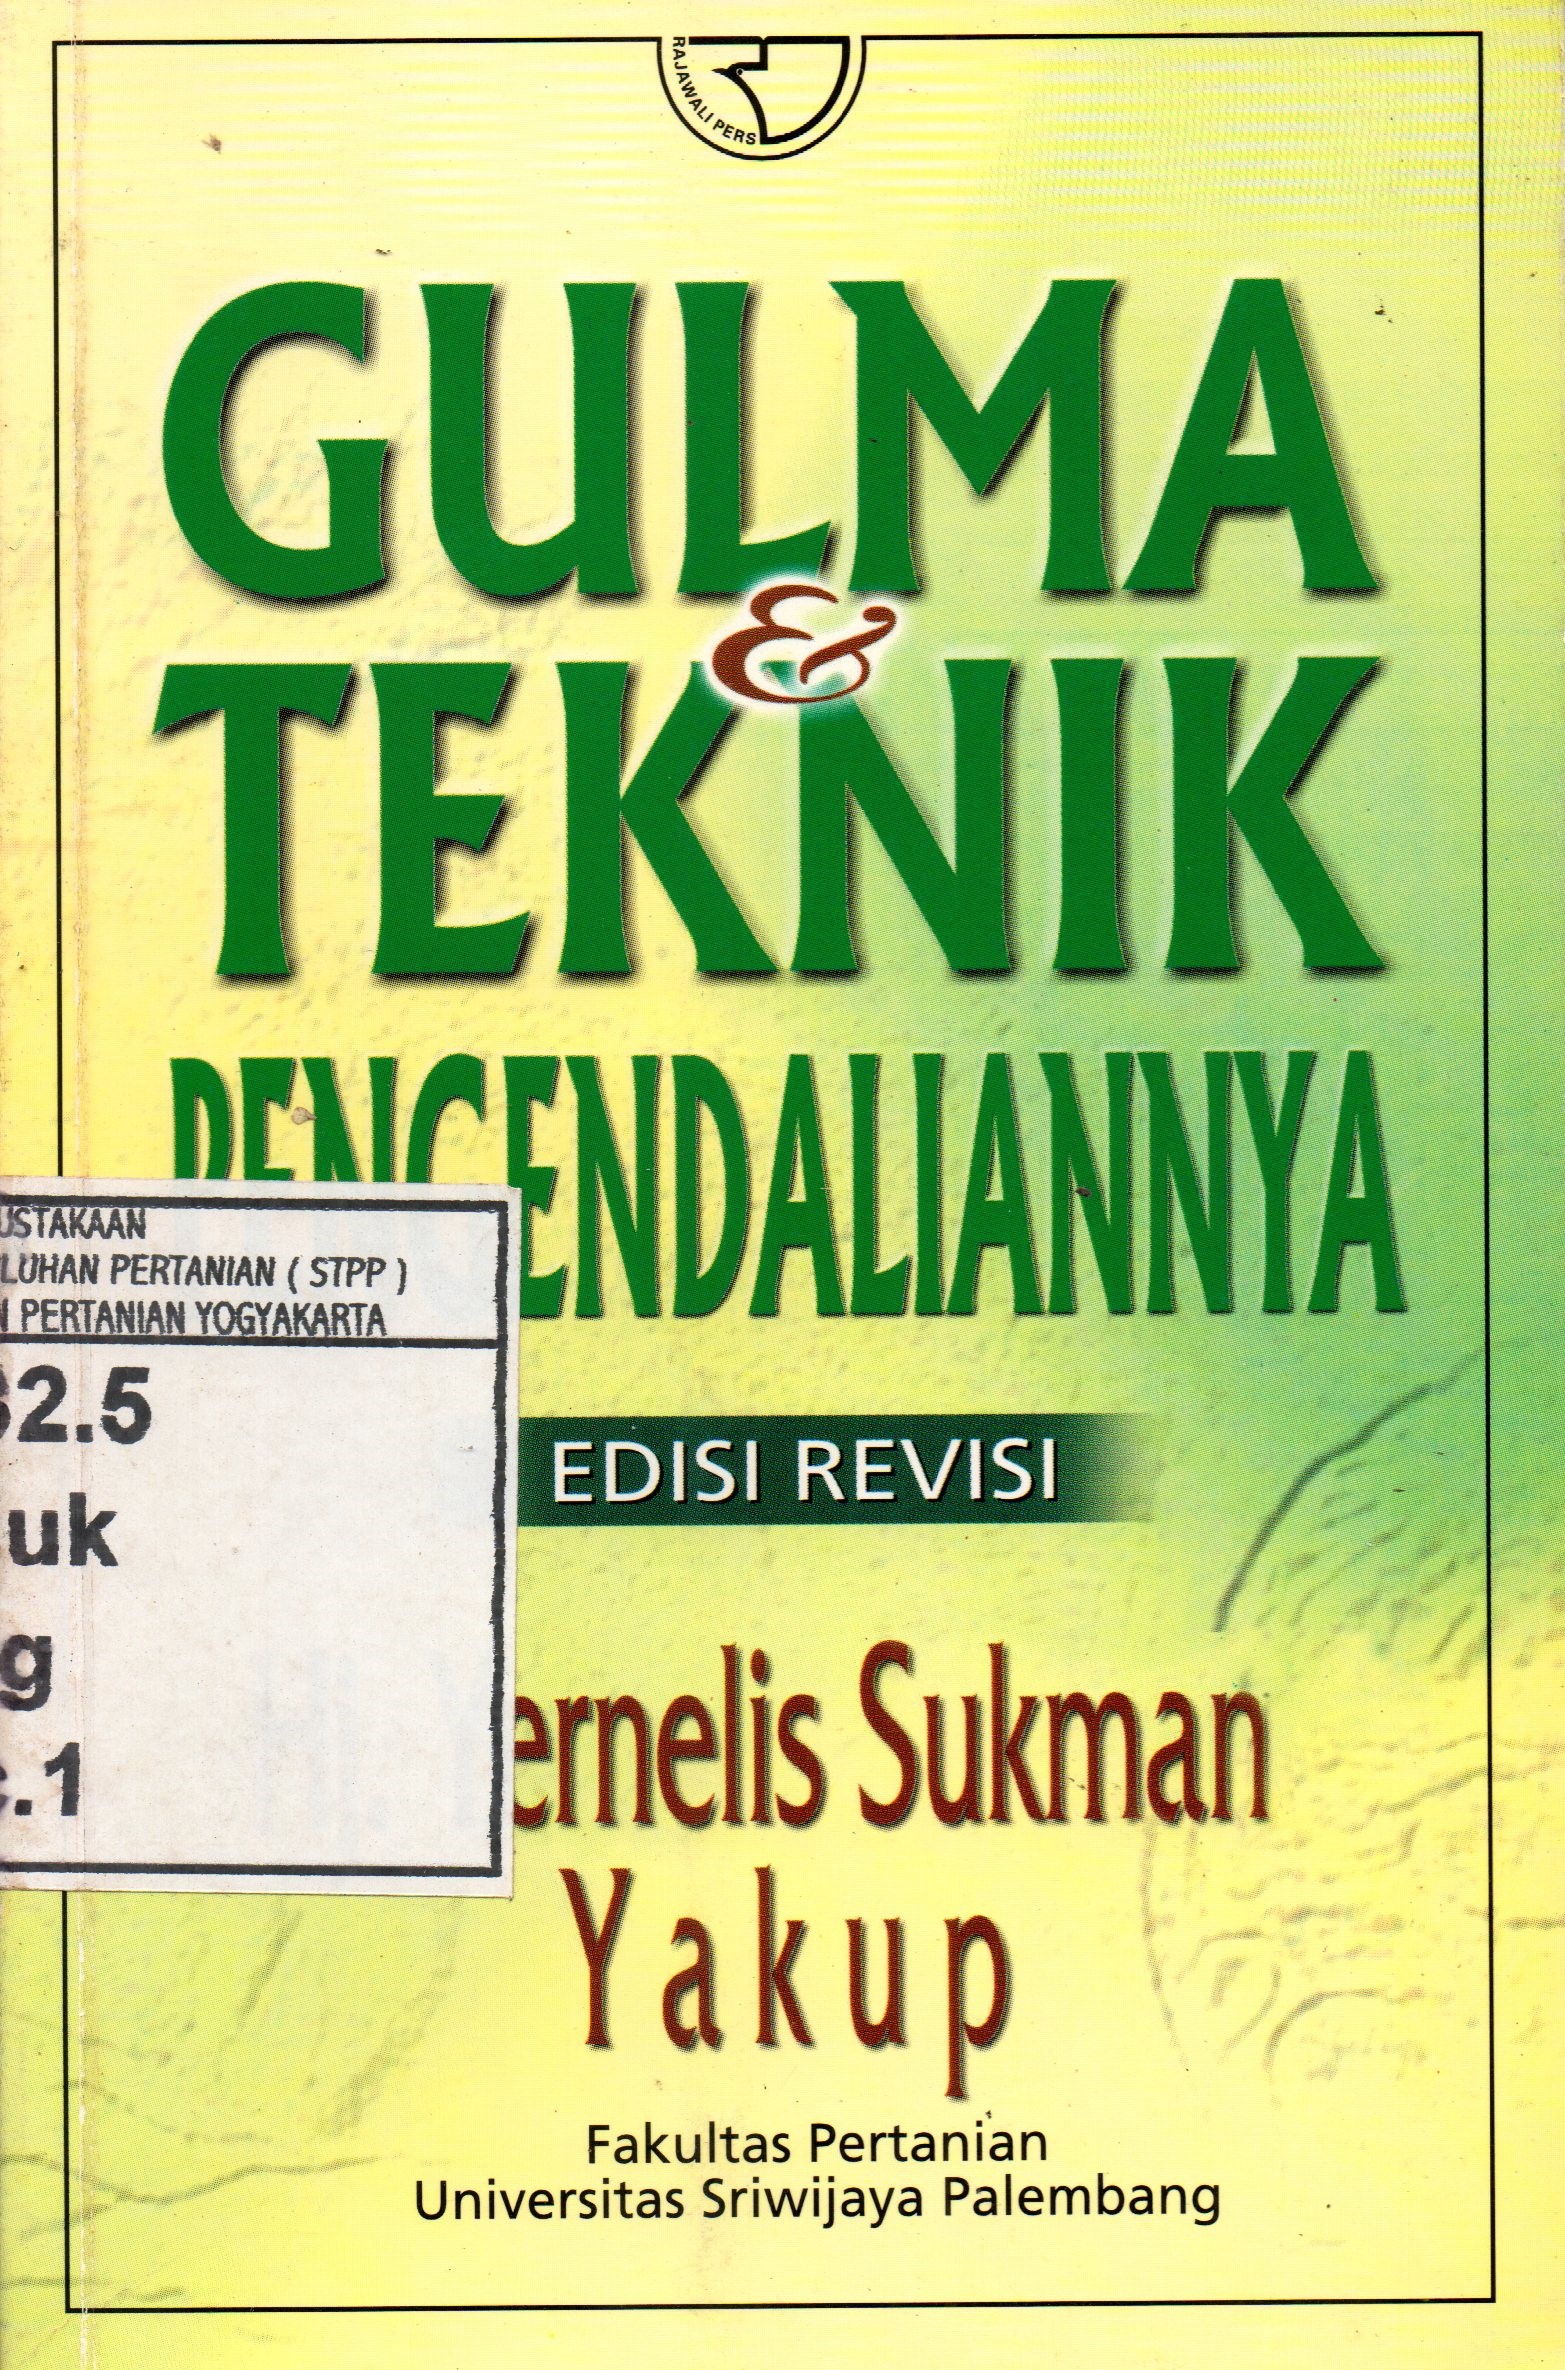 RAJAWALI PERS
GULMA
&
TEKNIK
PENGENDALIANNYA
USTAKAAN
LUHAN PERTANIAN ( STPP )
PERTANIAN YOGYAKARTA
2.5
uk
g
.1
EDISI REVISI
ernelis Sukman
Yakup
Fakultas Pertanian
Universitas Sriwijaya Palembang